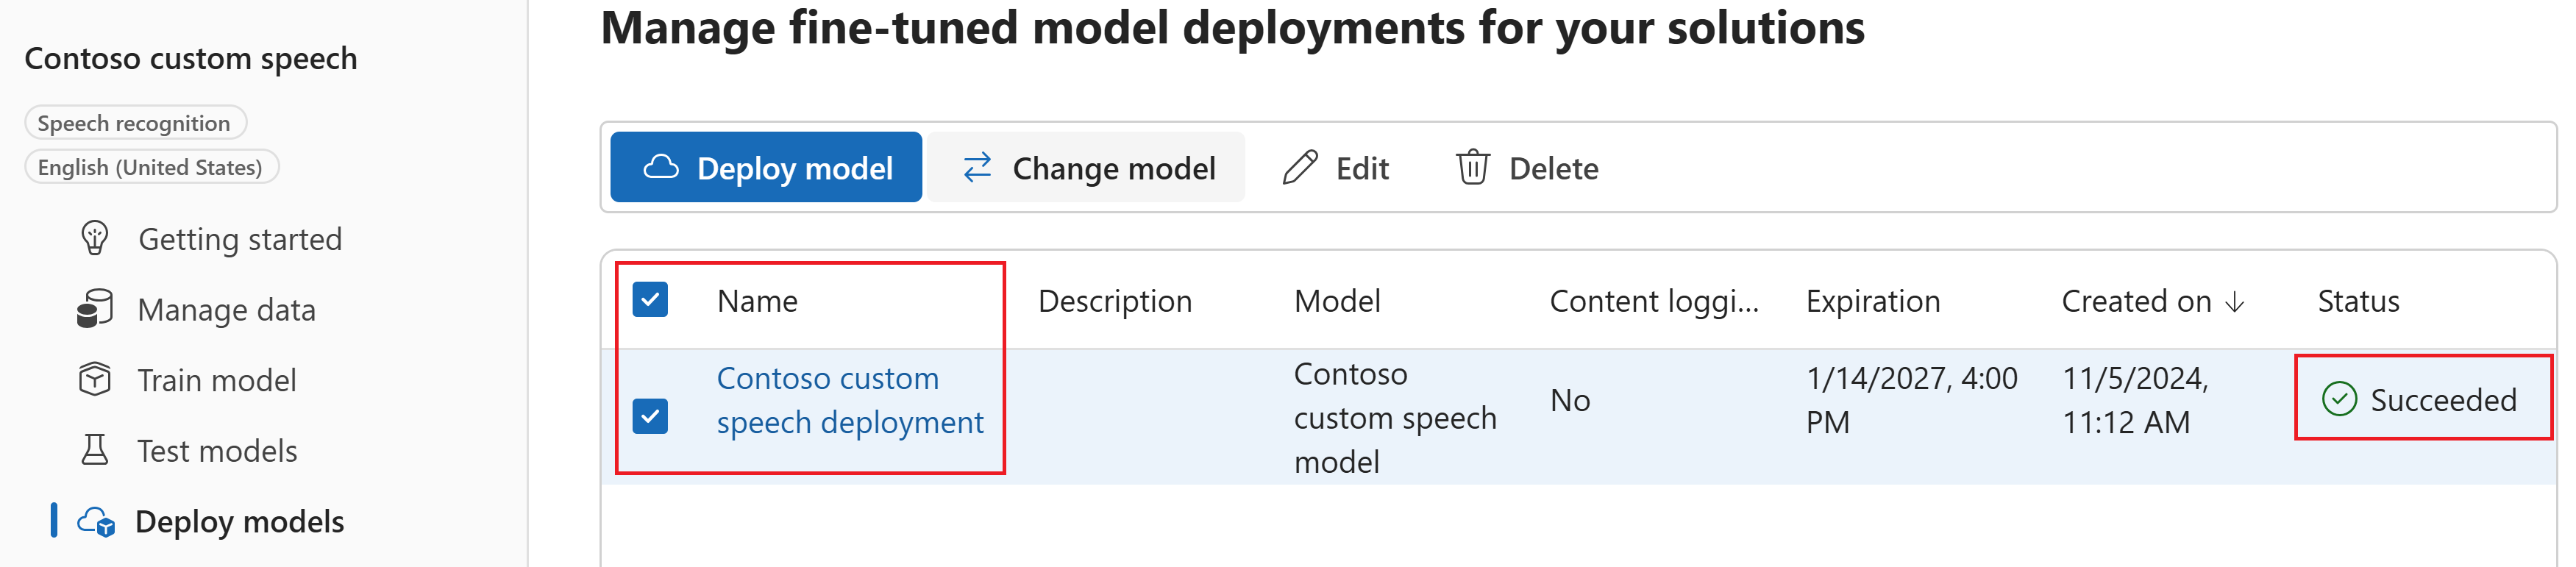 Contoso custom speech
Speech recognition
English (United States)
Getting started
Manage data
Train model
Test models
Deploy models
Manage fine-tuned model deployments for your solutions
Deploy model
Change model
Edit
Delete
Name
Description
Model
Content loggi...
Expiration
Created on
Status
Contoso custom
speech deployment
Contoso
custom speech
model
No
1/14/2027, 4:00
PM
11/5/2024,
11:12 AM
Succeeded